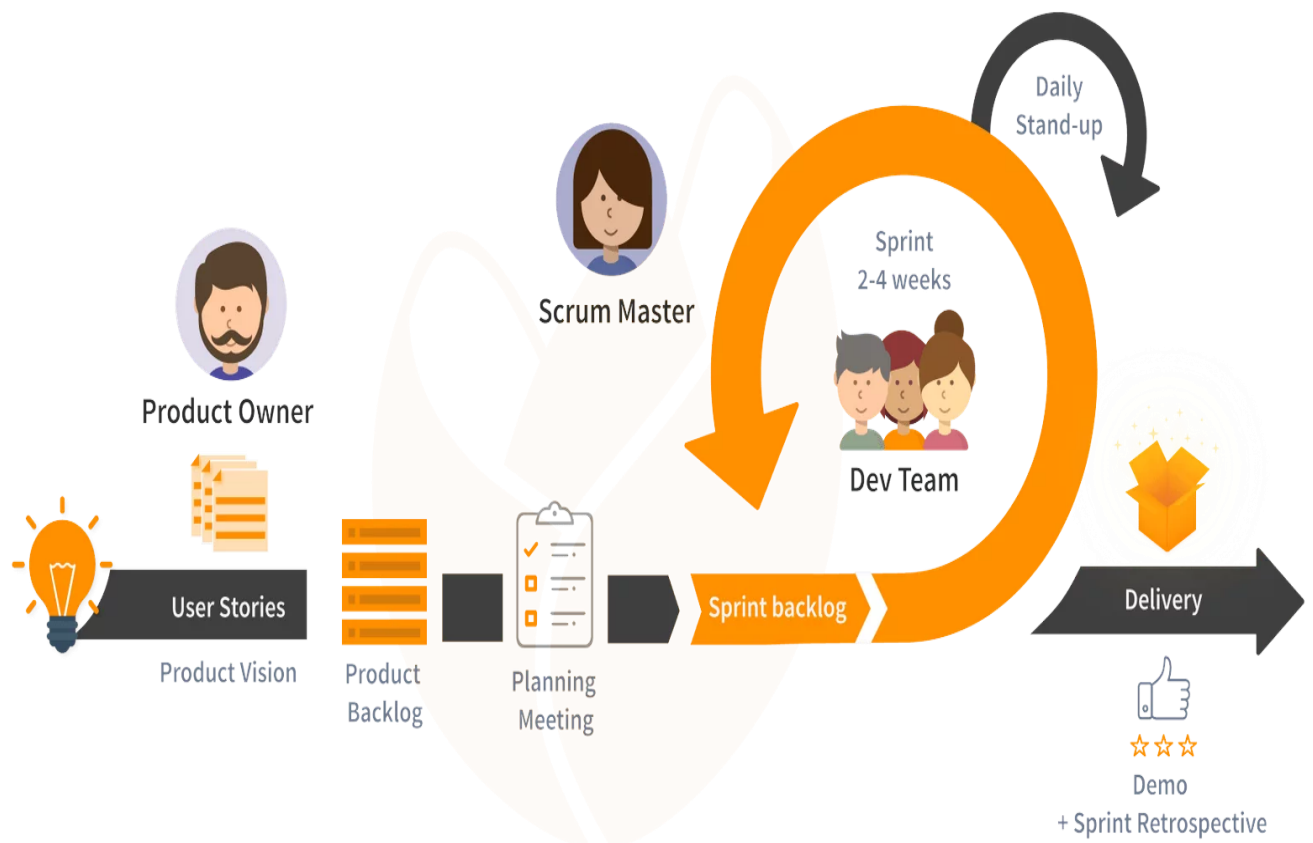 Daily
Stand-up
Sprint
2-4 weeks
Scrum Master
Product Owner
Dev Team
User Stories
Sprint backlog
Delivery
Product Vision
Product
Backlog
Planning
Meeting
Demo
+ Sprint Retrospective